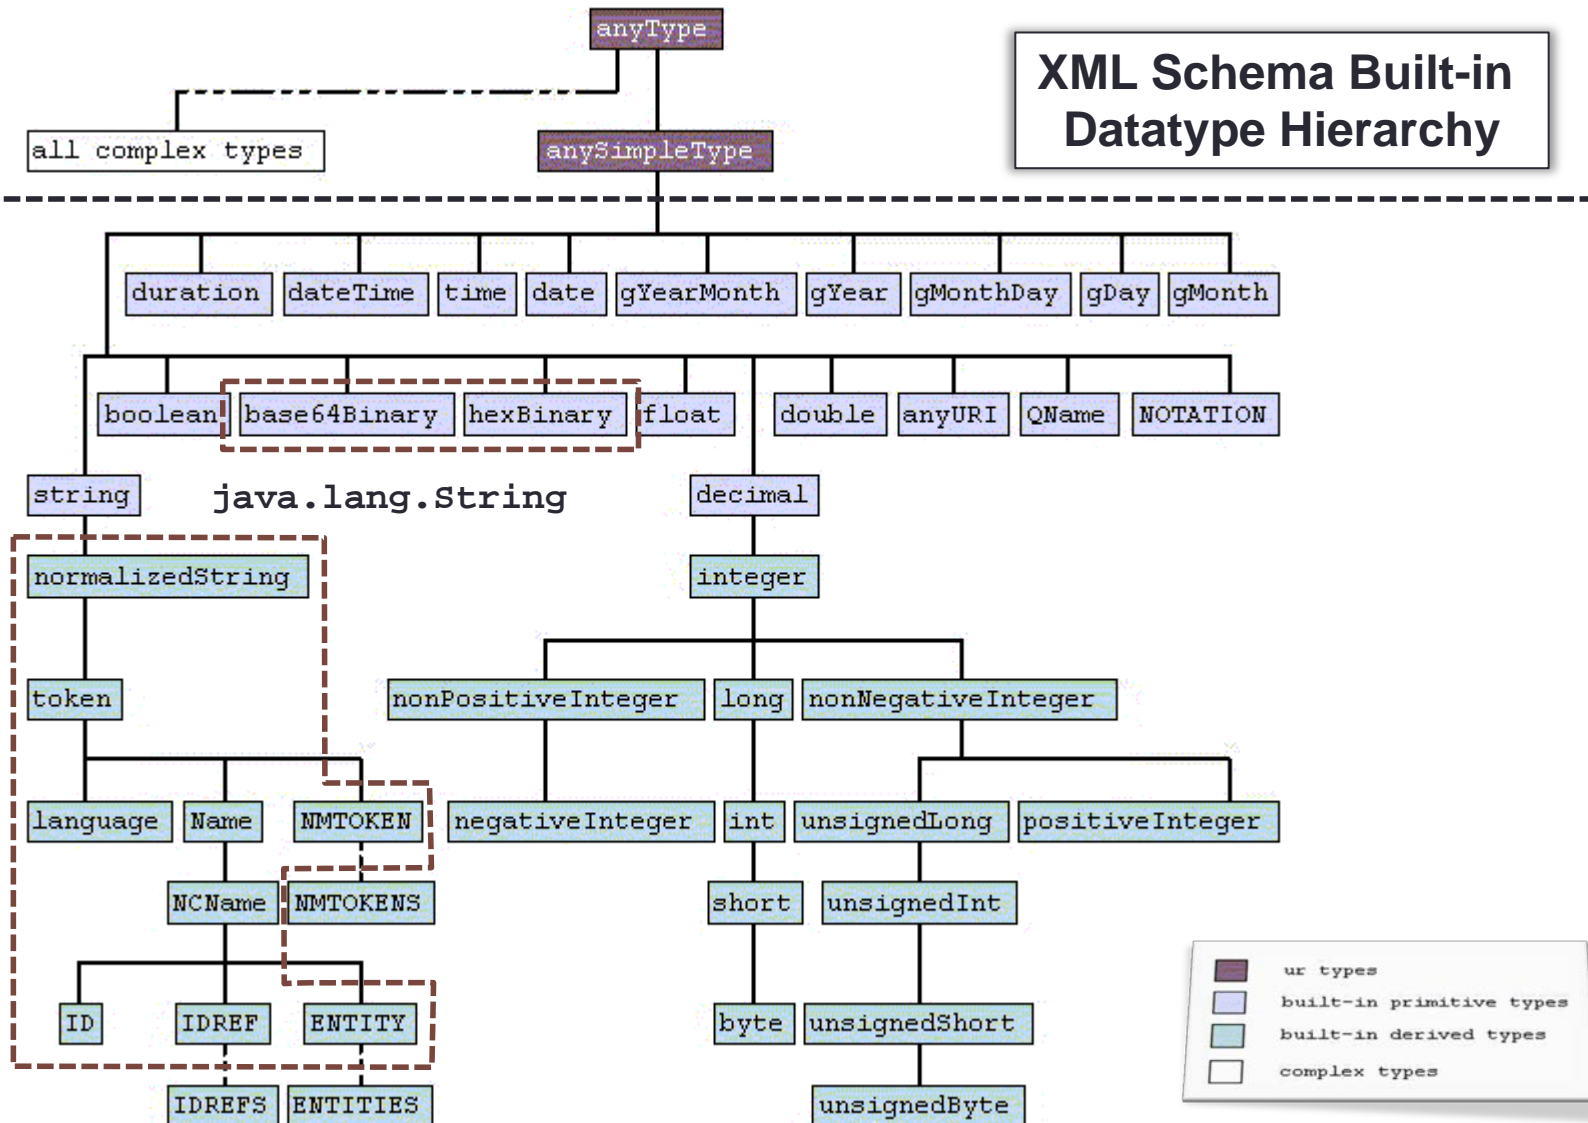 anyType
XML Schema Built-in
Datatype Hierarchy
all complex types
anySimpleType
duration dateTime time date gYearMonth gYear gMonthDay gDay gMonth
boolean base64Binary hexBinary float double anyURI QName NOTATION
string java.lang.String decimal
normalizedString integer
token nonPositiveInteger long nonNegativeInteger
language Name NMTOKEN negativeInteger int unsignedLong positiveInteger
NCName NMTOKENS short unsignedInt
ID IDREF ENTITY byte unsignedShort
IDREFS ENTITIES unsignedByte
ur types
built-in primitive types
built-in derived types
complex types